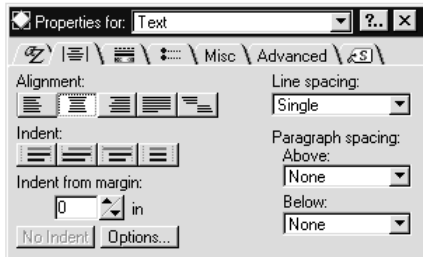 Properties for: Text ?..
Misc Advanced S
Alignment: Line spacing:
Single
Indent: Paragraph spacing:
Above:
Indent from margin: None
0 in Below:
No Indent Options... None